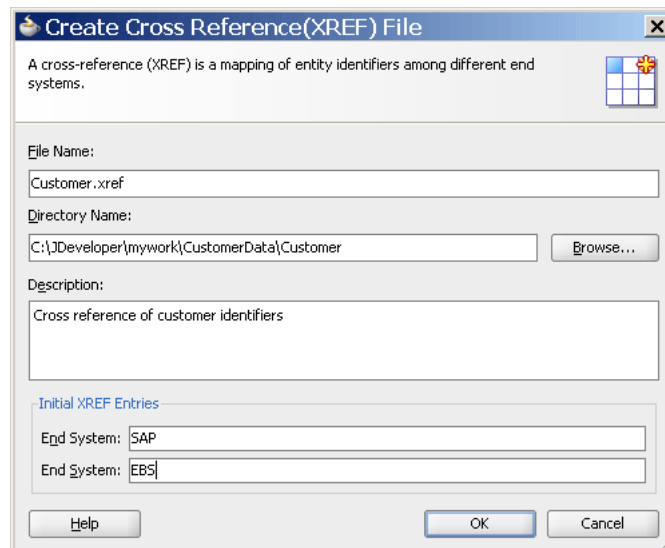 Create Cross Reference(XREF) File
A cross-reference (XREF) is a mapping of entity identifiers among different end
systems.
File Name:
Customer.xref
Directory Name:
C:\JDeveloper\mywork\CustomerData\Customer
Browse...
Description:
Cross reference of customer identifiers
Initial XREF Entries
End System: SAP
End System: EBS
Help
OK
Cancel